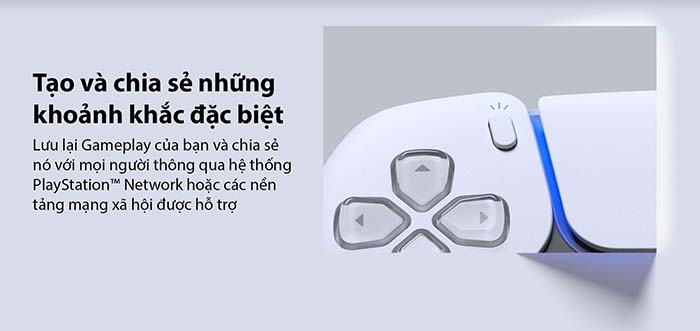 Tạo và chia sẻ những
khoảnh khắc đặc biệt
Lưu lại Gameplay của bạn và chia sẻ
nó với mọi người thông qua hệ thống
PlayStation™ Network hoặc các nền
tảng mạng xã hội được hỗ trợ